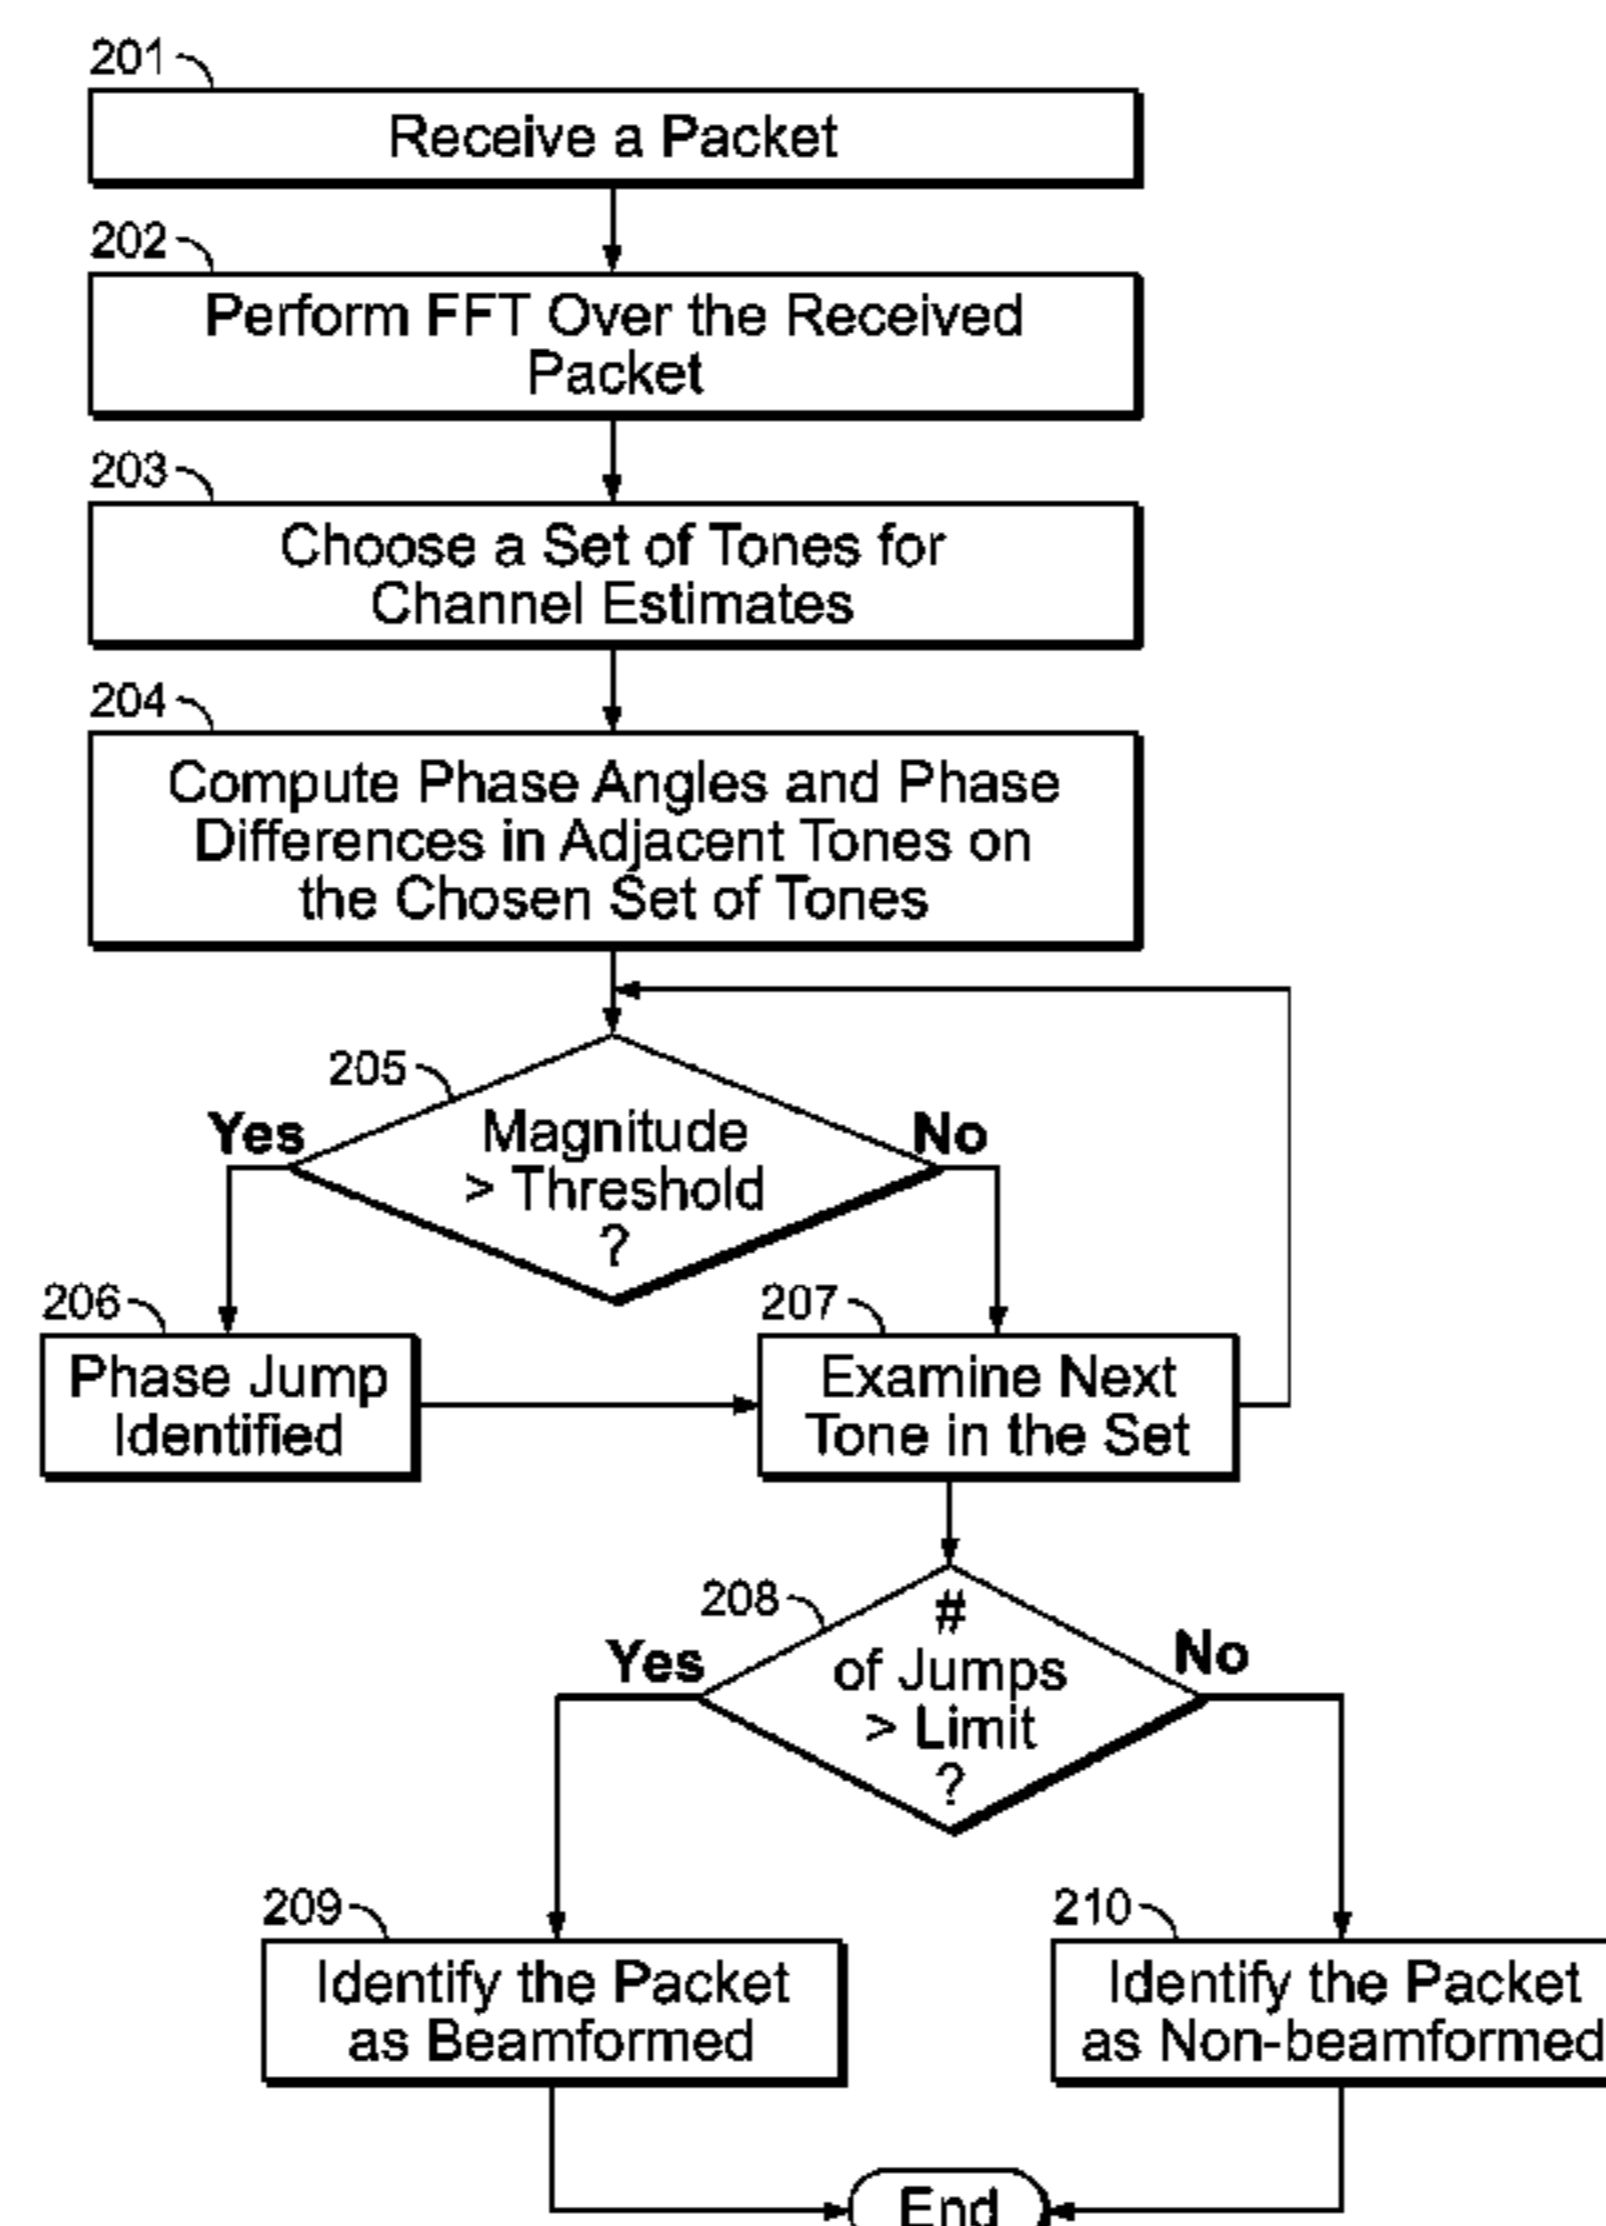 201
Receive a Packet
202
Perform FFT Over the Received
Packet
203
Choose a Set of Tones for
Channel Estimates
204
Compute Phase Angles and Phase
Differences in Adjacent Tones on
the Chosen Set of Tones
205
Yes
No
Magnitude
> Threshold
?
206
Phase Jump
Identified
207
Examine Next
Tone in the Set
208
Yes
No
#
of Jumps
> Limit
?
209
Identify the Packet
as Beamformed
210
Identify the Packet
as Non-beamformed
End